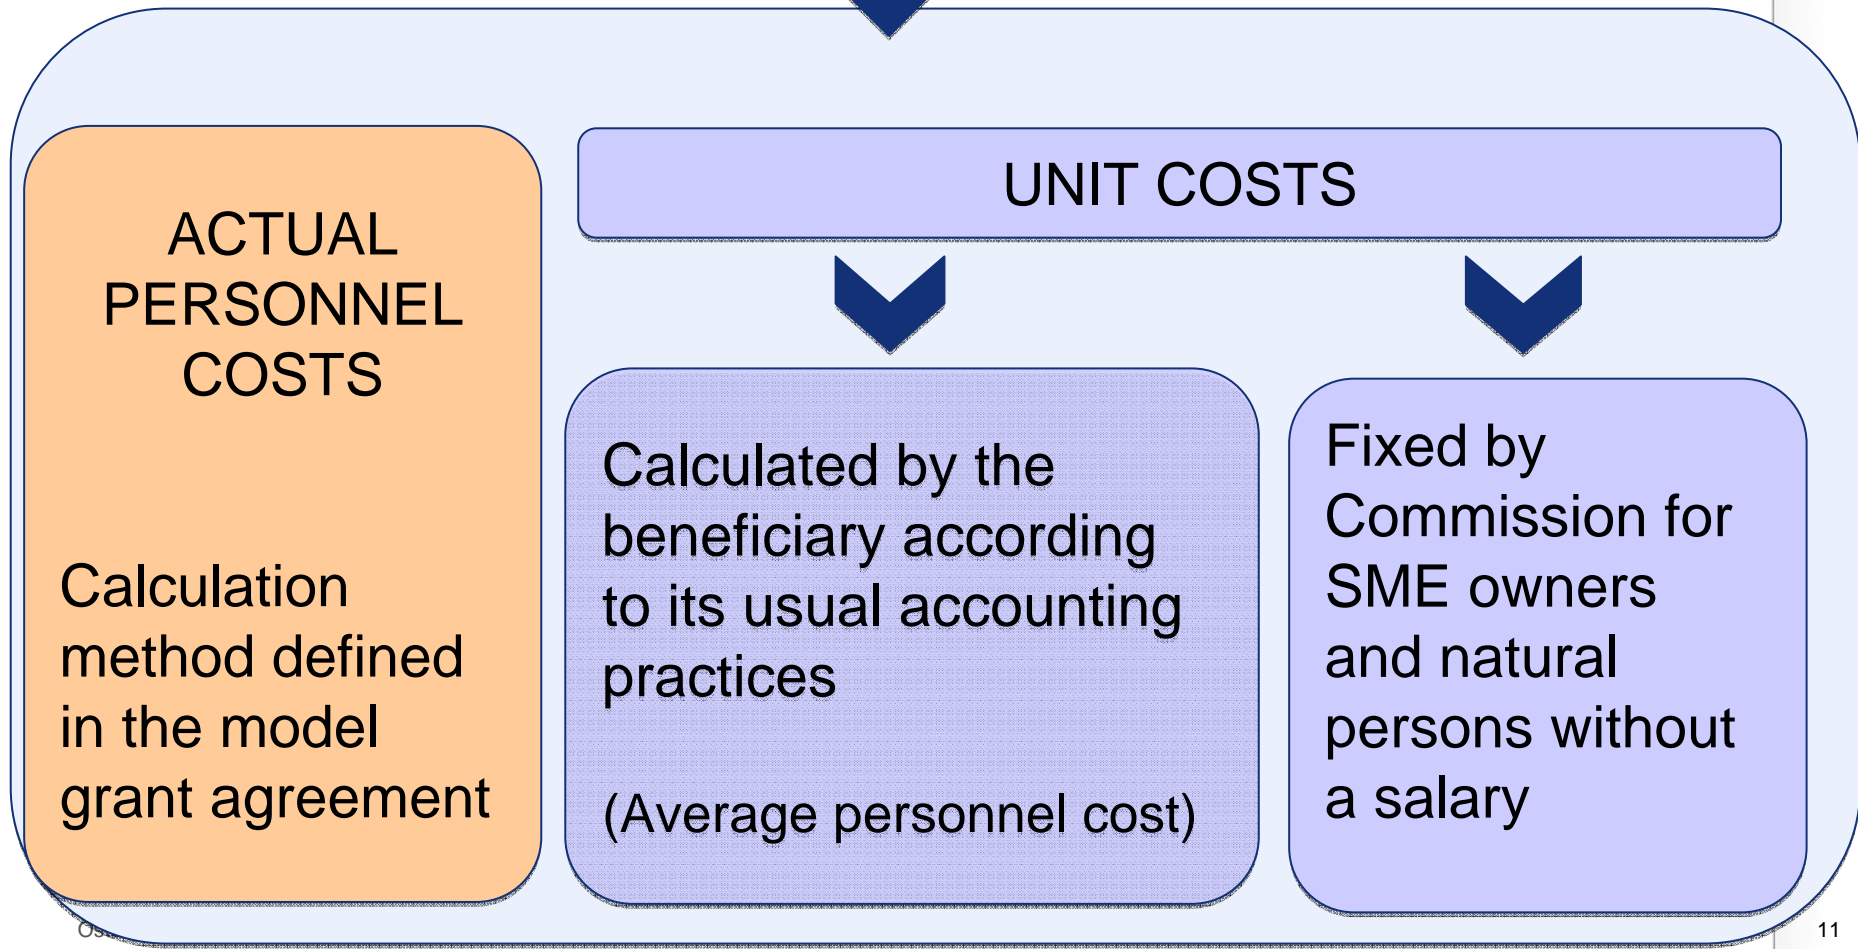 ACTUAL
PERSONNEL
COSTS
Calculation
method defined
in the model
grant agreement
UNIT COSTS
Calculated by the
beneficiary according
to its usual accounting
practices
(Average personnel cost)
Fixed by
Commission for
SME owners
and natural
persons without
a salary
11